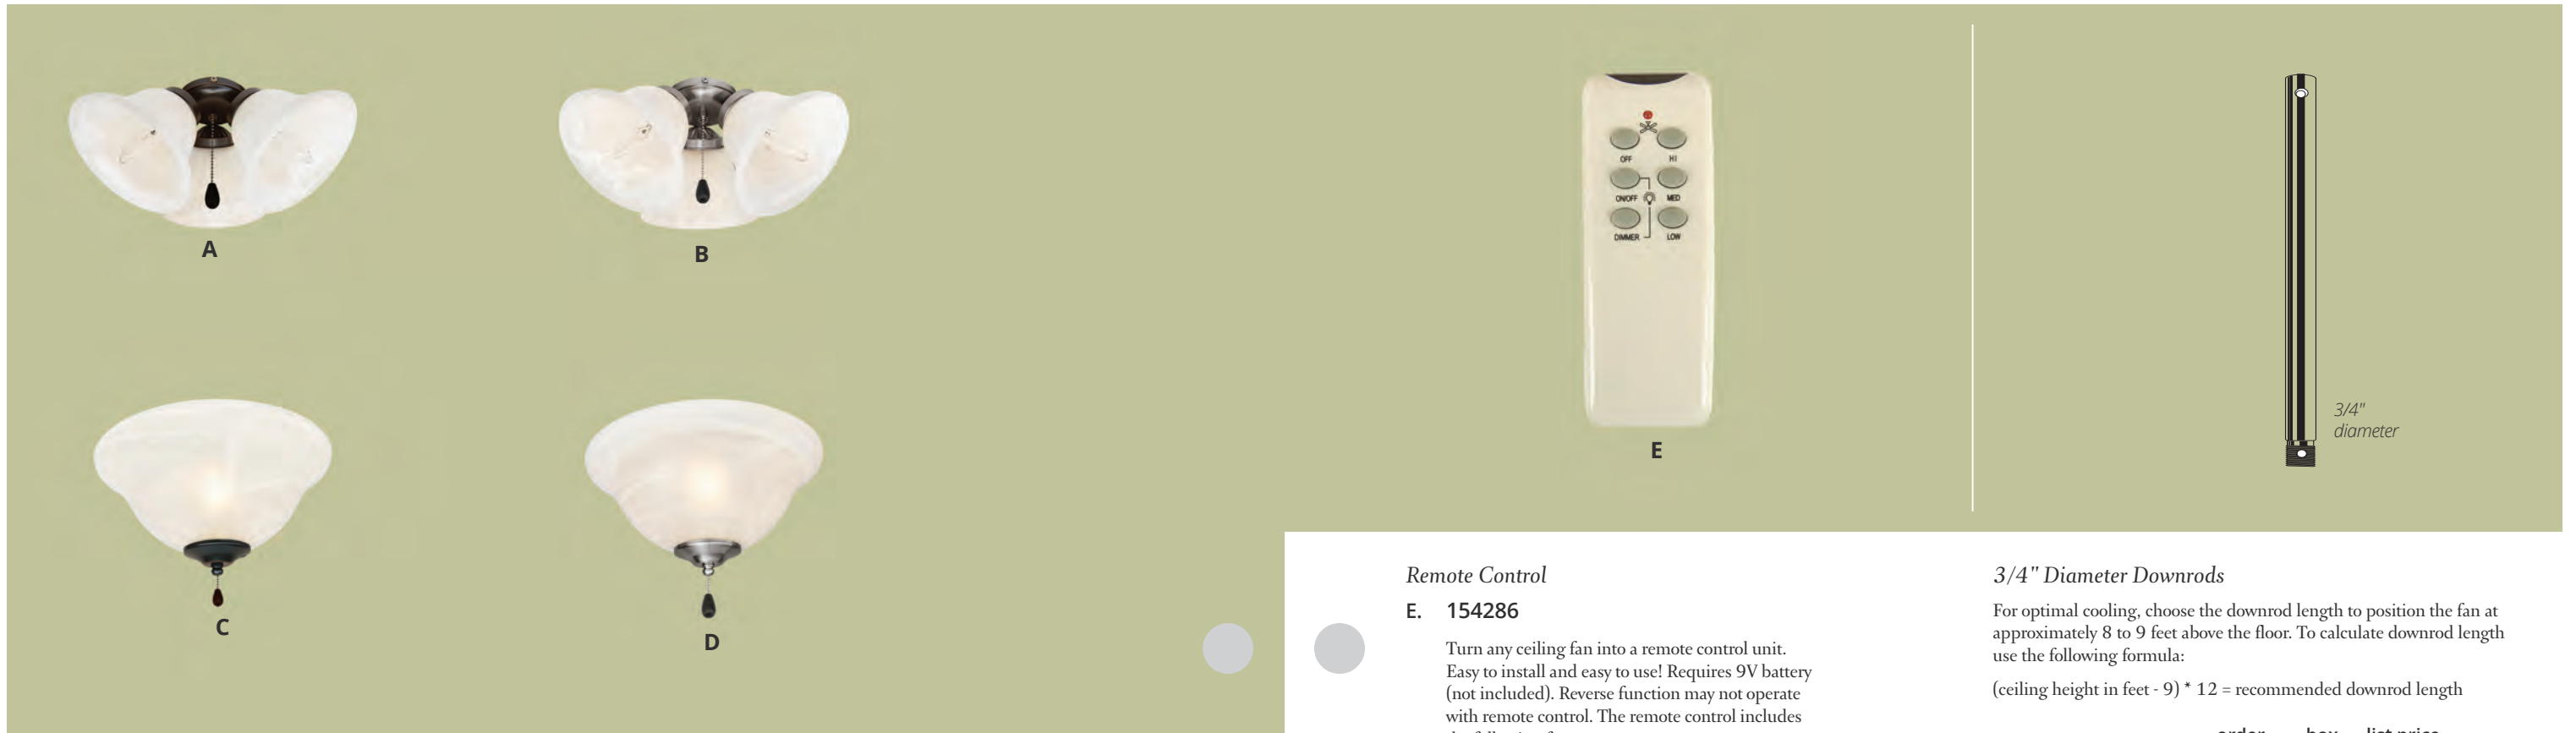 A
B
C
D
OFF
HI
ON/OFF
MED
DIMMER
LOW
E
3/4"
diameter
Remote Control
E. 154286
Turn any ceiling fan into a remote control unit.
Easy to install and easy to use! Requires 9V battery
(not included). Reverse function may not operate
with remote control. The remote control includes
3/4" Diameter Downrods
For optimal cooling, choose the downrod length to position the fan at
approximately 8 to 9 feet above the floor. To calculate downrod length
use the following formula:
(ceiling height in feet - 9) * 12 = recommended downrod length
order box list price